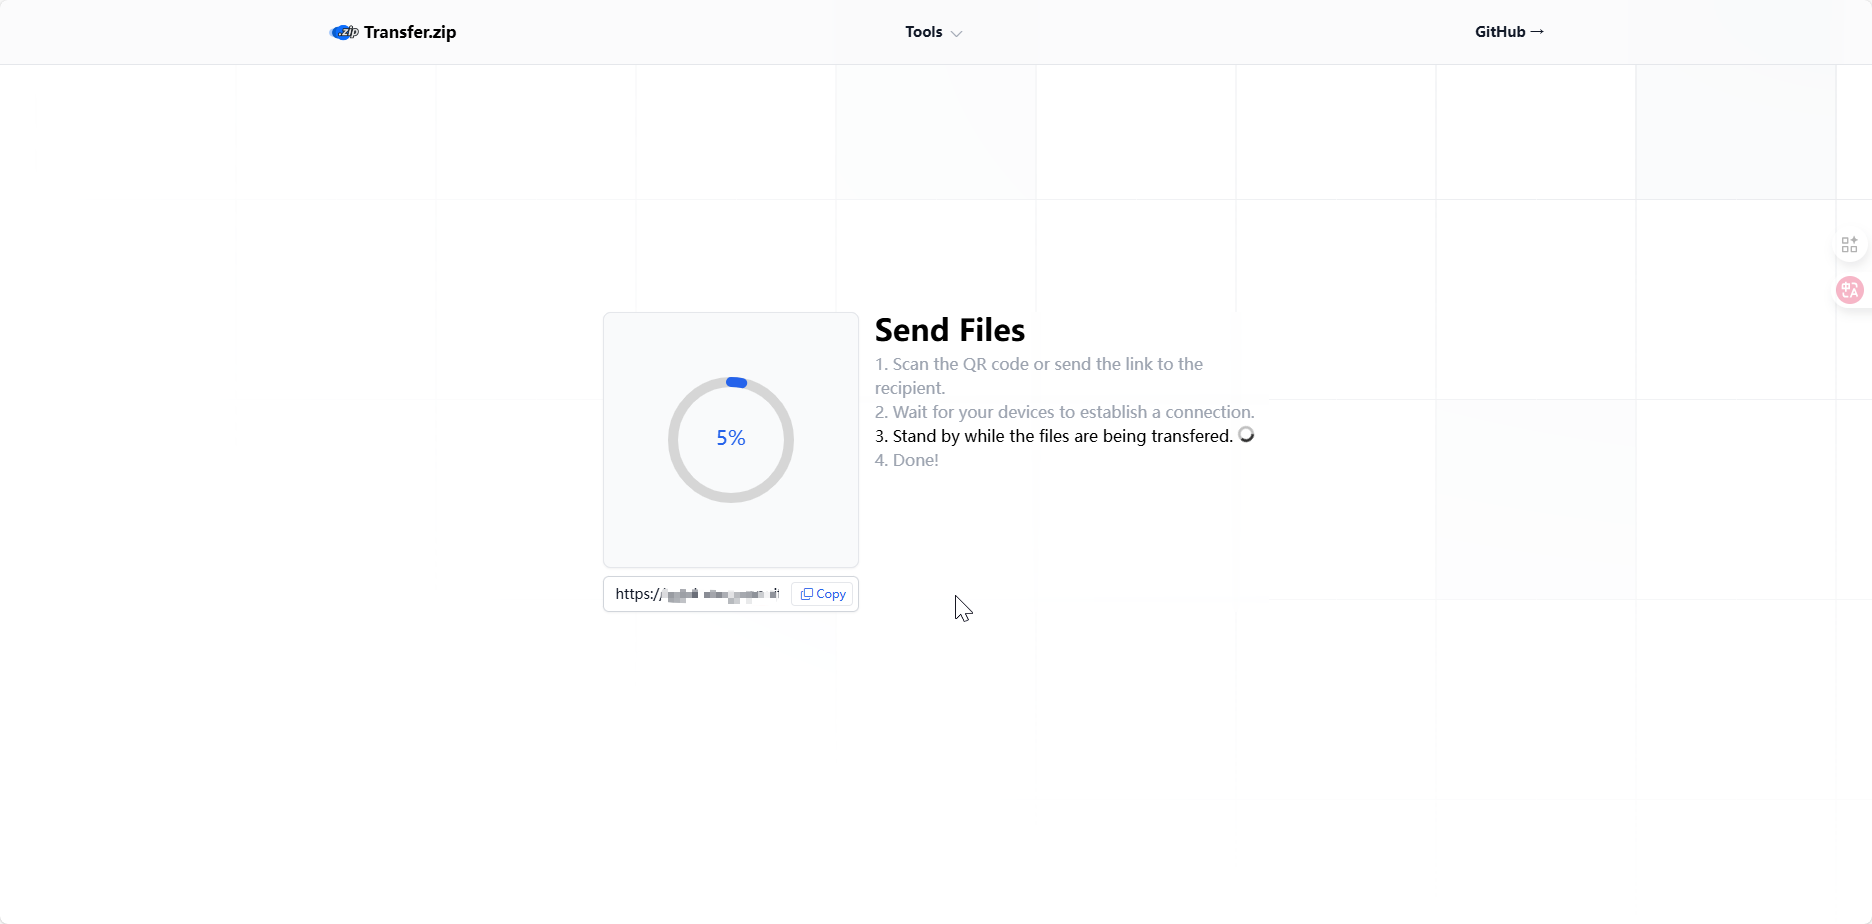 .zip Transfer.zip
Tools
GitHub →
Send Files
1. Scan the QR code or send the link to the
recipient.
2. Wait for your devices to establish a connection.
3. Stand by while the files are being transfered.
4. Done!
5%
https://
Copy